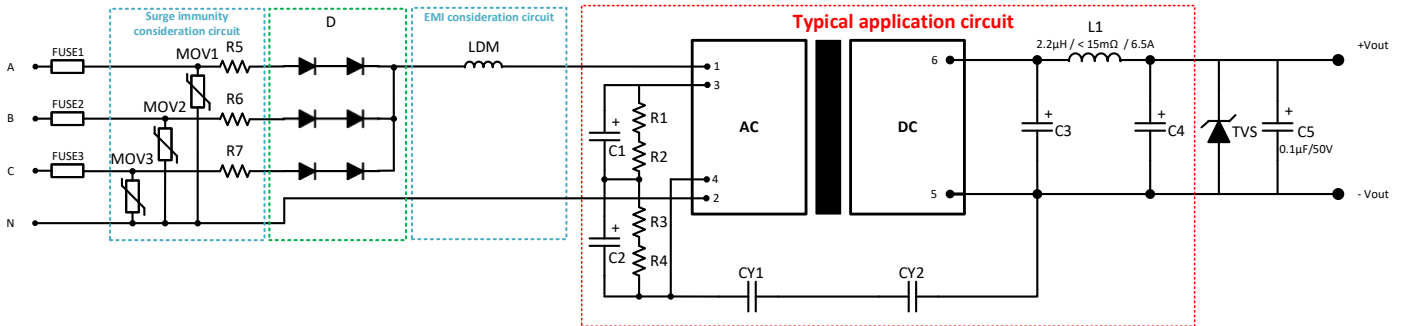 Surge immunity
consideration circuit
D
EMI consideration circuit
Typical application circuit
FUSE1
MOV1
R5
LDM
L1
2.2μH / < 15mΩ / 6.5A
A
1
6
+Vout
3
FUSE2
MOV2
R6
R1
B
+
C1
AC
DC
+
C3
+
C4
TVS
+
C5
0.1μF/50V
FUSE3
MOV3
R7
R2
C
4
2
5
- Vout
N
+
C2
R3
R4
CY1
CY2